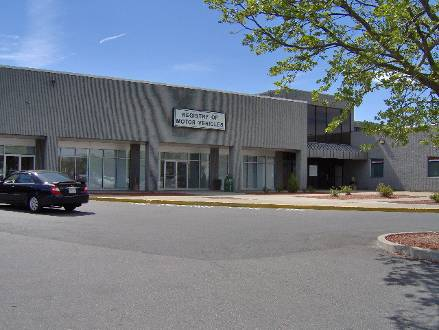 REGISTRY OF
MOTOR VEHICLES